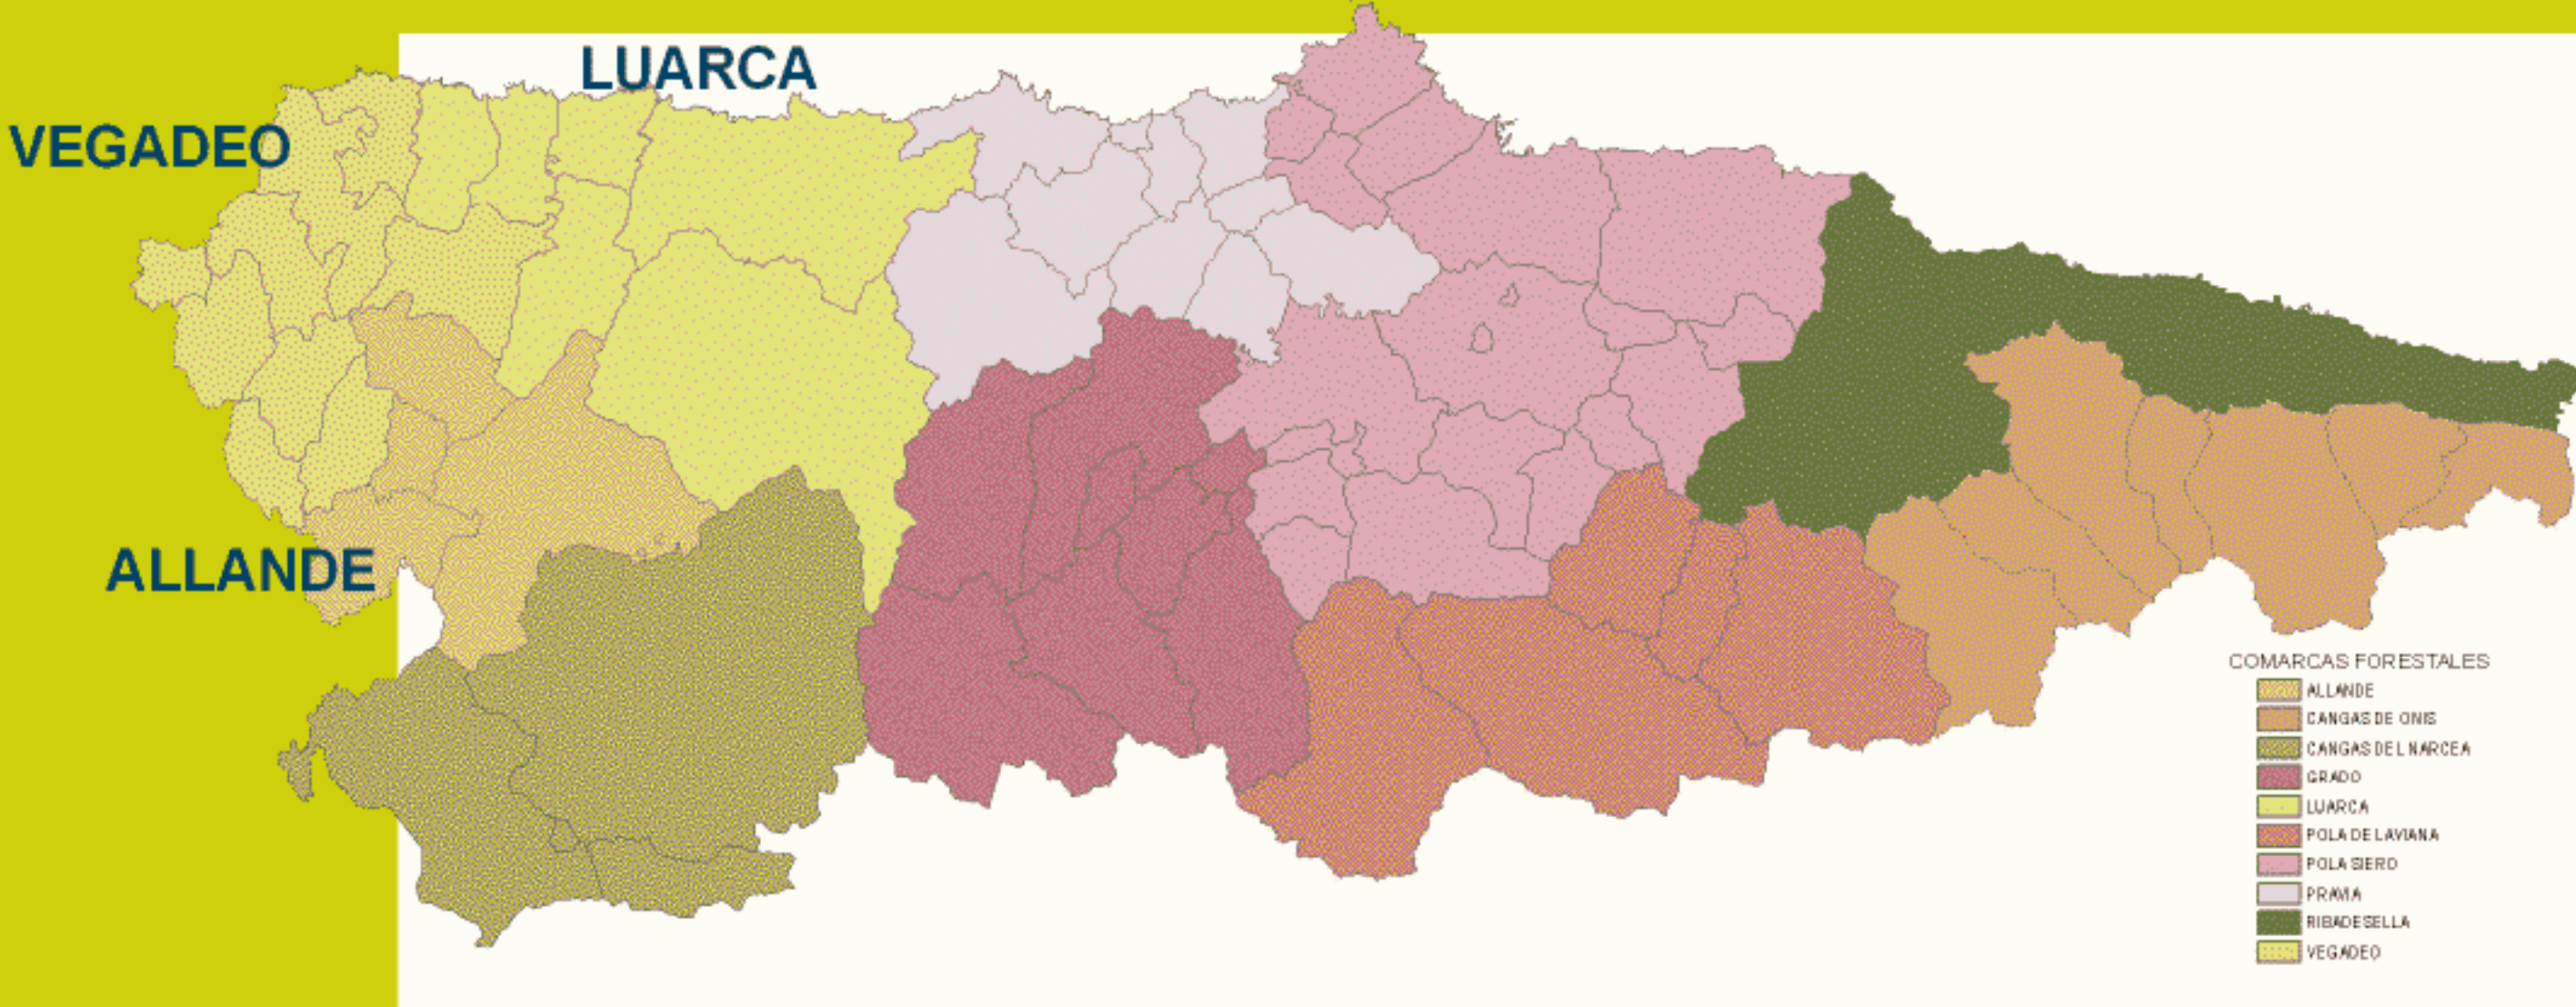 LUARCA
VEGADEO
ALLANDE
COMARCAS FORESTALES
ALLANDE
CANGAS DE ONIS
CANGAS DEL NARCEA
GRADO
LUARCA
POLA DE LAVIANA
POLA SIERO
PRAVIA
RIBADESELLA
VEGADEO